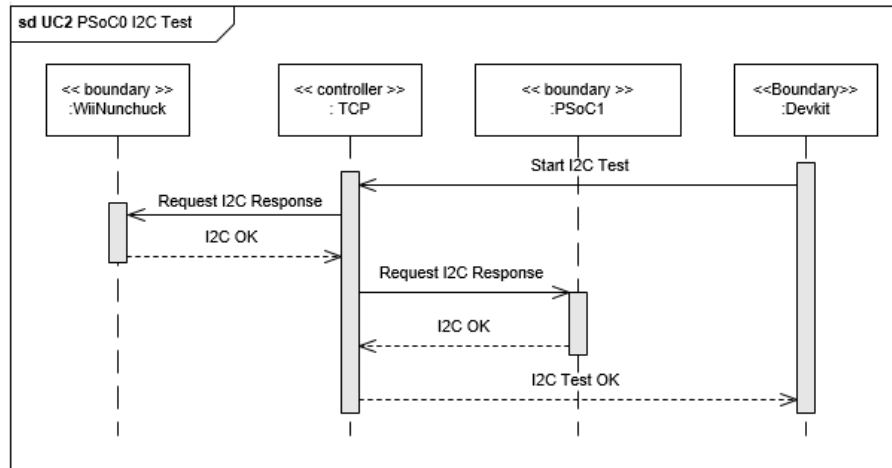 sd UC2 PSoC0 I2C Test
<< boundary >>
:WiiNunchuck
<< controller >>
: TCP
<< boundary >>
:PSoC1
<<Boundary>>
:Devkit
Start I2C Test
Request I2C Response
I2C OK
Request I2C Response
I2C OK
I2C Test OK